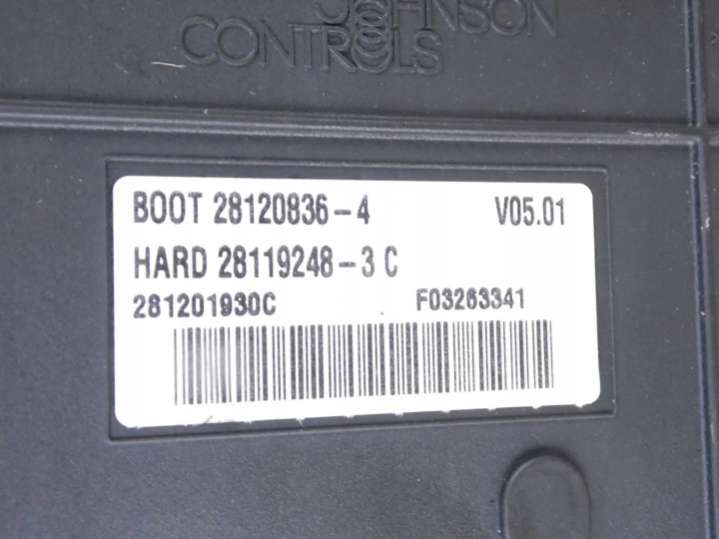 JOHNSON
CONTROLS
BOOT 28120836-4 V05.01
HARD 28119248-3 C
281201930C F03263341